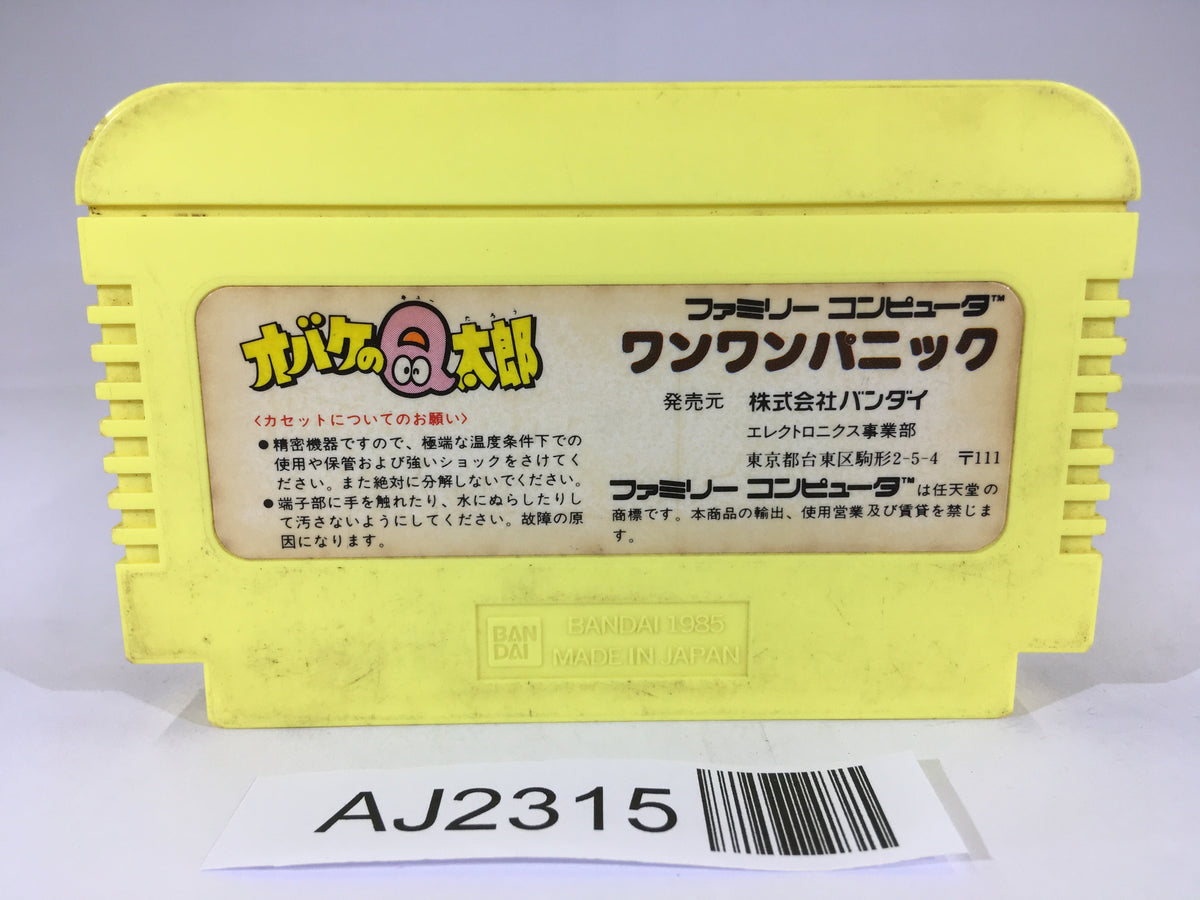 オバケのQ太郎
きゅー
たろう
〈カセットについてのお願い〉
●精密機器ですので、極端な温度条件下での
使用や保管および強いショックをさけてく
ださい。また絶対に分解しないでください。
●端子部に手を触れたり、水にぬらしたりし
て汚さないようにしてください。故障の原
因になります。
ファミリー コンピュータ™
ワンワンパニック
発売元 株式会社バンダイ
エレクトロニクス事業部
東京都台東区駒形2-5-4 〒111
ファミリー コンピュータ™は任天堂の
商標です。本商品の輸出、使用営業及び賃貸を禁じま
す。
BAN
DAI
BANDAI 1985
MADE IN JAPAN
AJ2315